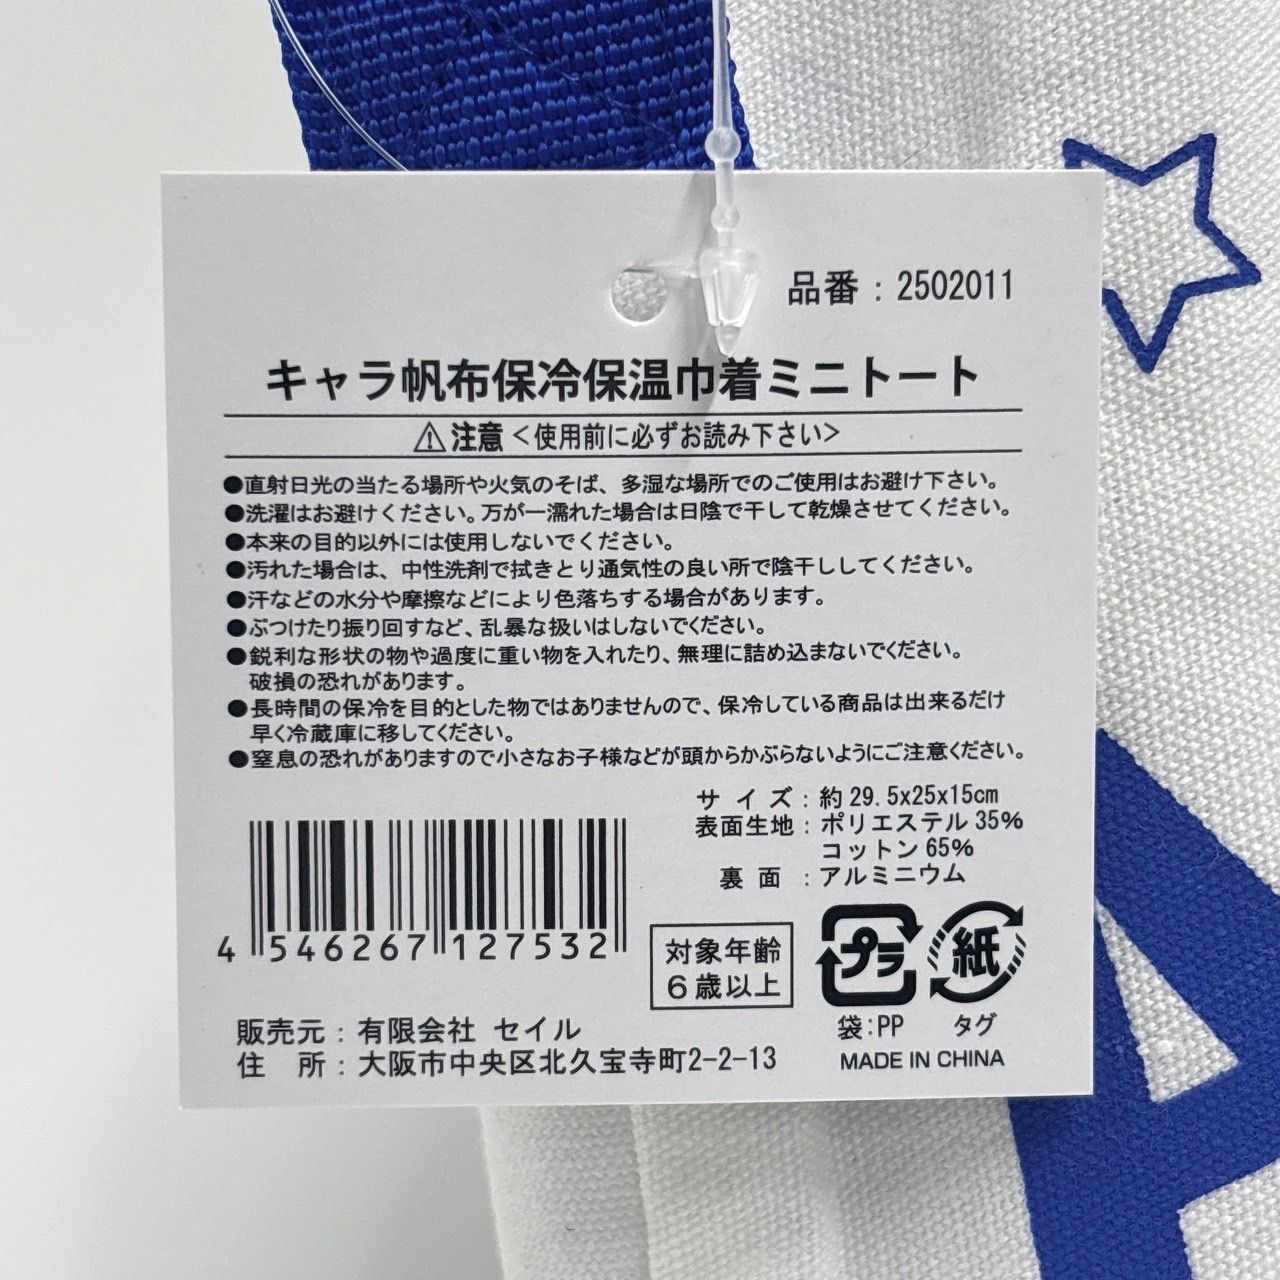 品番：2502011
キャラ帆布保冷保温巾着ミニトート
⚠注意＜使用前に必ずお読み下さい＞
●直射日光の当たる場所や火気のそば、多湿な場所でのご使用はお避け下さい。
●洗濯はお避けください。万が一濡れた場合は日陰で干して乾燥させてください。
●本来の目的以外には使用しないでください。
●汚れた場合は、中性洗剤で拭きとり通気性の良い所で陰干ししてください。
●汗などの水分や摩擦などにより色落ちする場合があります。
●ぶつけたり振り回すなど、乱暴な扱いはしないでください。
●鋭利な形状の物や過度に重い物を入れたり、無理に詰め込まないでください。
破損の恐れがあります。
●長時間の保冷を目的とした物ではありませんので、保冷している商品は出来るだけ
早く冷蔵庫に移してください。
●窒息の恐れがありますので小さなお子様などが頭からかぶらないようにご注意ください。
サイズ：約29.5x25x15cm
表面生地：ポリエステル35%
コットン65%
裏面：アルミニウム
4 546267 127532
対象年齢
6歳以上
プラ
紙
袋:PP タグ
MADE IN CHINA
販売元：有限会社 セイル
住所：大阪市中央区北久宝寺町2-2-13